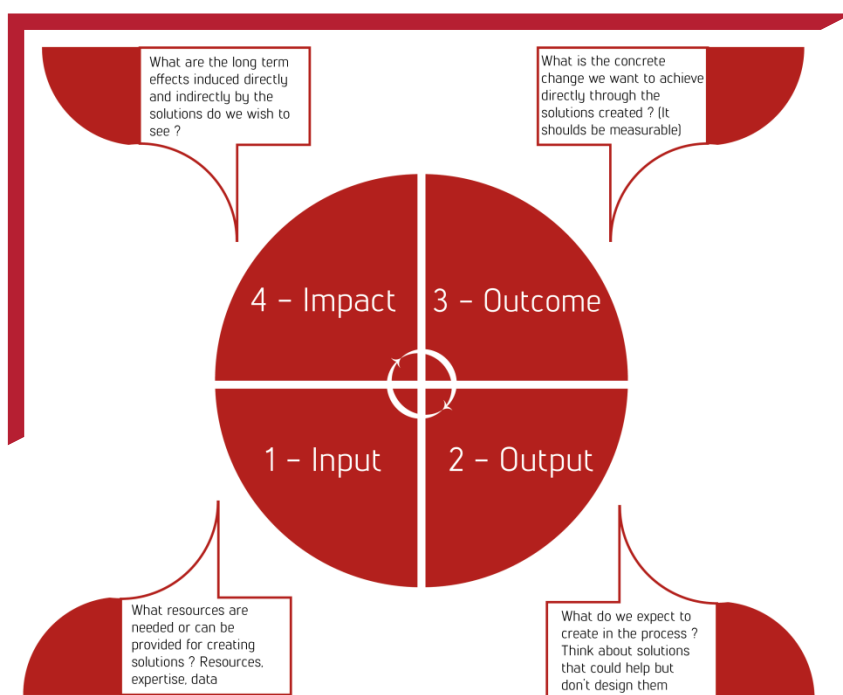 What are the long term
effects induced directly
and indirectly by the
solutions do we wish to
see ?
What is the concrete
change we want to achieve
directly through the
solutions created ? (It
should be measurable)
4 - Impact
3 - Outcome
1 - Input
2 - Output
What resources are
needed or can be
provided for creating
solutions ? Resources,
expertise, data
What do we expect to
create in the process ?
Think about solutions
that could help but
don't design them